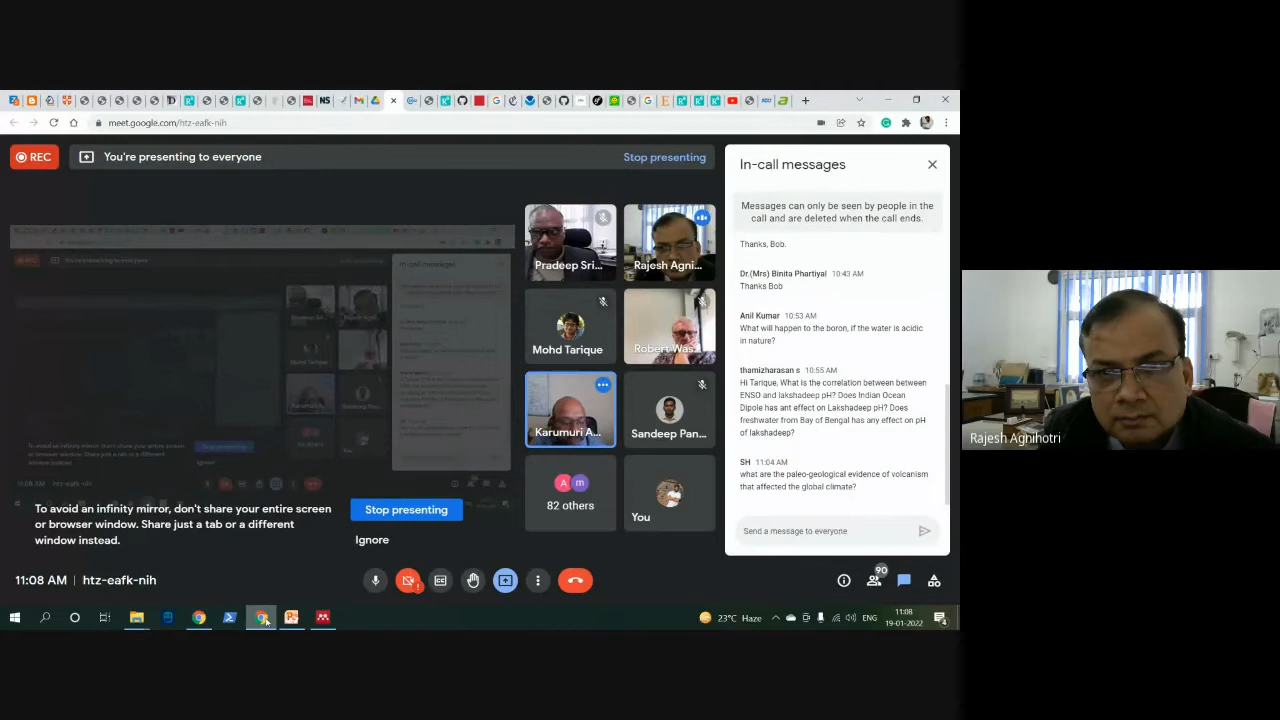 meet.google.com/htz-eafk-nih
REC
You're presenting to everyone
Stop presenting
In-call messages
Messages can only be seen by people in the
call and are deleted when the call ends.
Thanks, Bob.
Dr.(Mrs) Binita Phartiyal 10:43 AM
Thanks Bob
Anil Kumar 10:53 AM
What will happen to the boron, if the water is acidic
in nature?
thamizharasan s 10:55 AM
Hi Tarique, What is the correlation between between
ENSO and lakshadeep pH? Does Indian Ocean
Dipole has ant effect on Lakshadeep pH? Does
freshwater from Bay of Bengal has any effect on pH
of lakshadeep?
SH 11:04 AM
what are the paleo-geological evidence of volcanism
that affected the global climate?
Send a message to everyone
Pradeep Sri...
Rajesh Agni...
Mohd Tarique
Robert Was...
Karumuri A...
Sandeep Pan...
A m
82 others
You
To avoid an infinity mirror, don't share your entire screen
or browser window. Share just a tab or a different
window instead.
Stop presenting
Ignore
11:08 AM | htz-eafk-nih
90
23°C Haze
ENG
11:08
19-01-2022
Rajesh Agnihotri